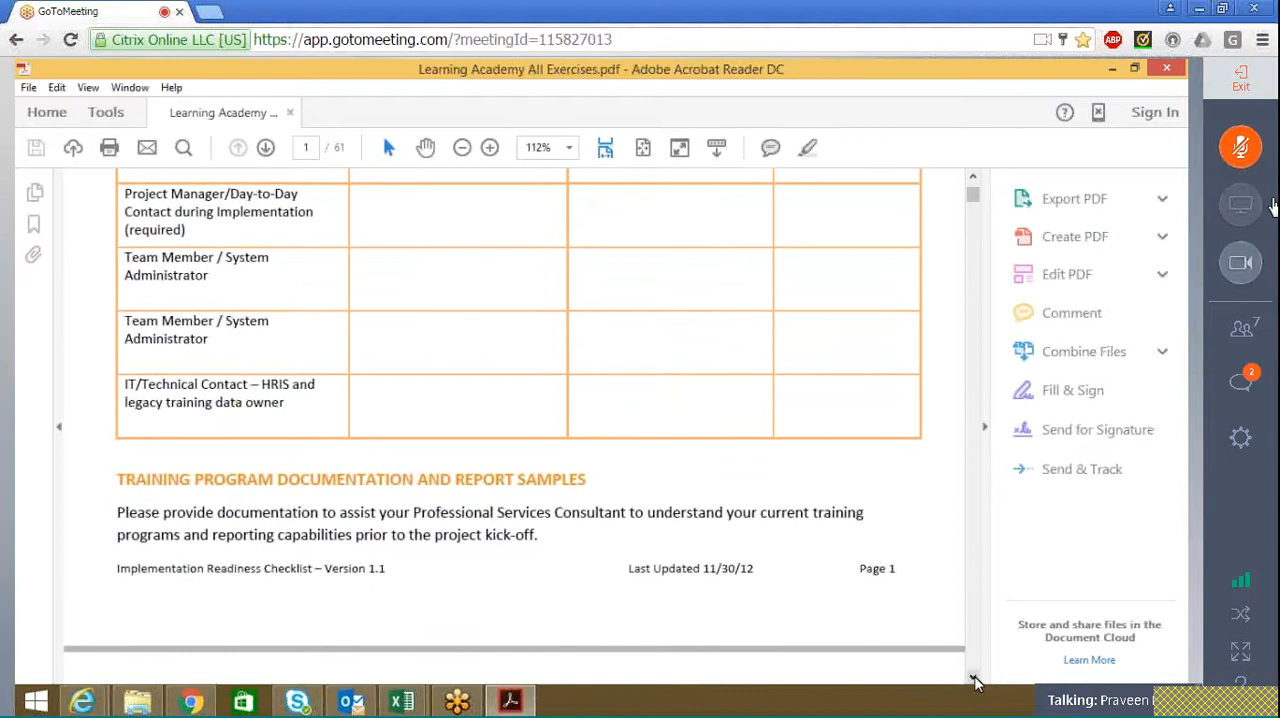 GoToMeeting
Citrix Online LLC [US] https://app.gotomeeting.com/?meetingId=115827013
ABP
G
Learning Academy All Exercises.pdf - Adobe Acrobat Reader DC
Exit
File Edit View Window Help
Home Tools Learning Academy ... Sign In
1 / 61 112%
Project Manager/Day-to-Day
Contact during Implementation
(required)
Team Member / System
Administrator
Team Member / System
Administrator
IT/Technical Contact – HRIS and
legacy training data owner
TRAINING PROGRAM DOCUMENTATION AND REPORT SAMPLES
Please provide documentation to assist your Professional Services Consultant to understand your current training
programs and reporting capabilities prior to the project kick-off.
Implementation Readiness Checklist – Version 1.1 Last Updated 11/30/12 Page 1
Export PDF
Create PDF
Edit PDF
Comment
Combine Files
Fill & Sign
Send for Signature
Send & Track
Store and share files in the
Document Cloud
Learn More
7
2
Talking: Praveen